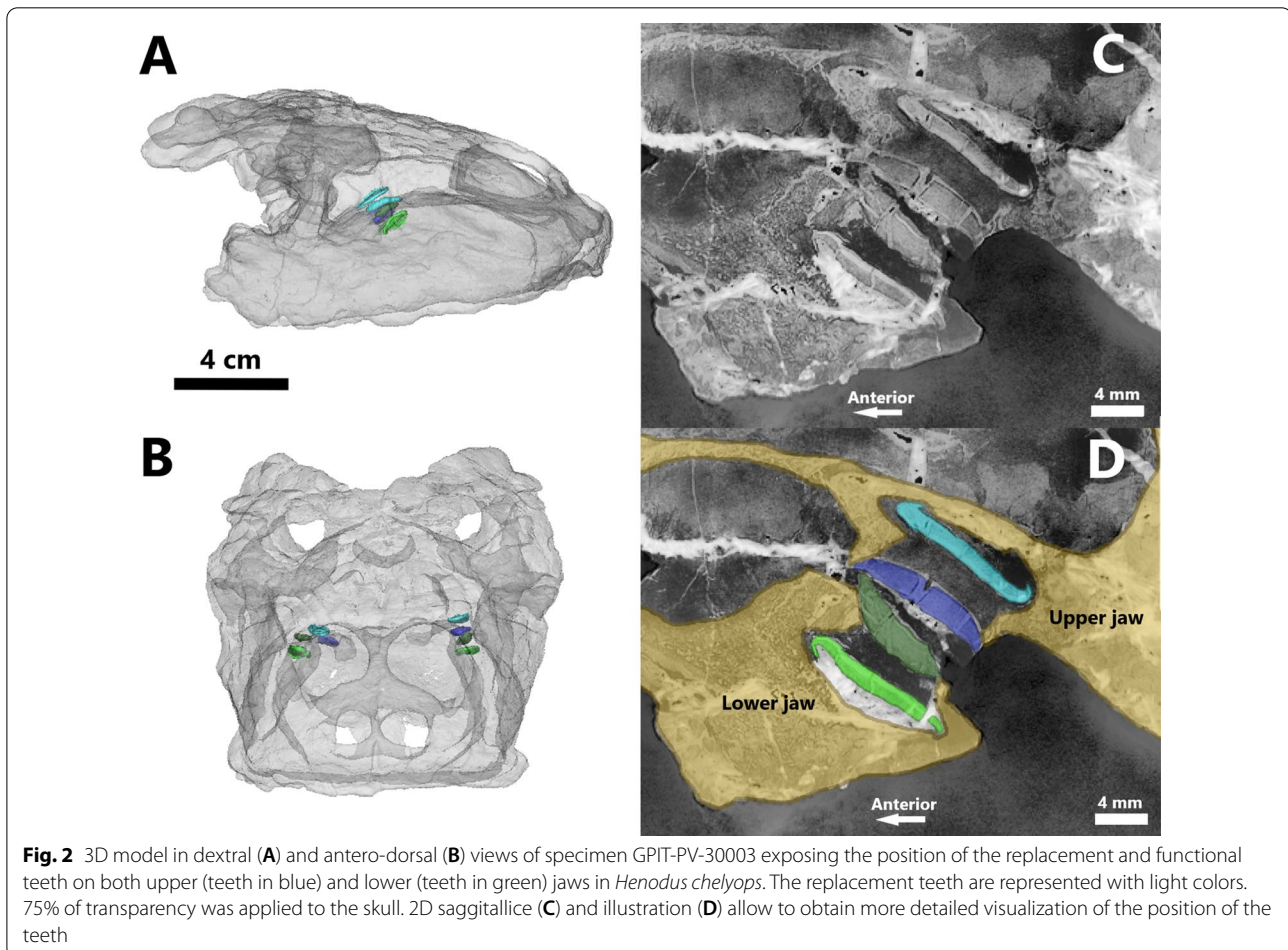 A
4 cm
B
C
Anterior
4 mm
D
Upper jaw
Lower jaw
Anterior
4 mm
Fig. 2 3D model in dextral (A) and antero-dorsal (B) views of specimen GPIT-PV-30003 exposing the position of the replacement and functional
teeth on both upper (teeth in blue) and lower (teeth in green) jaws in Henodus chelyops. The replacement teeth are represented with light colors.
75% of transparency was applied to the skull. 2D saggitallice (C) and illustration (D) allow to obtain more detailed visualization of the position of the
teeth